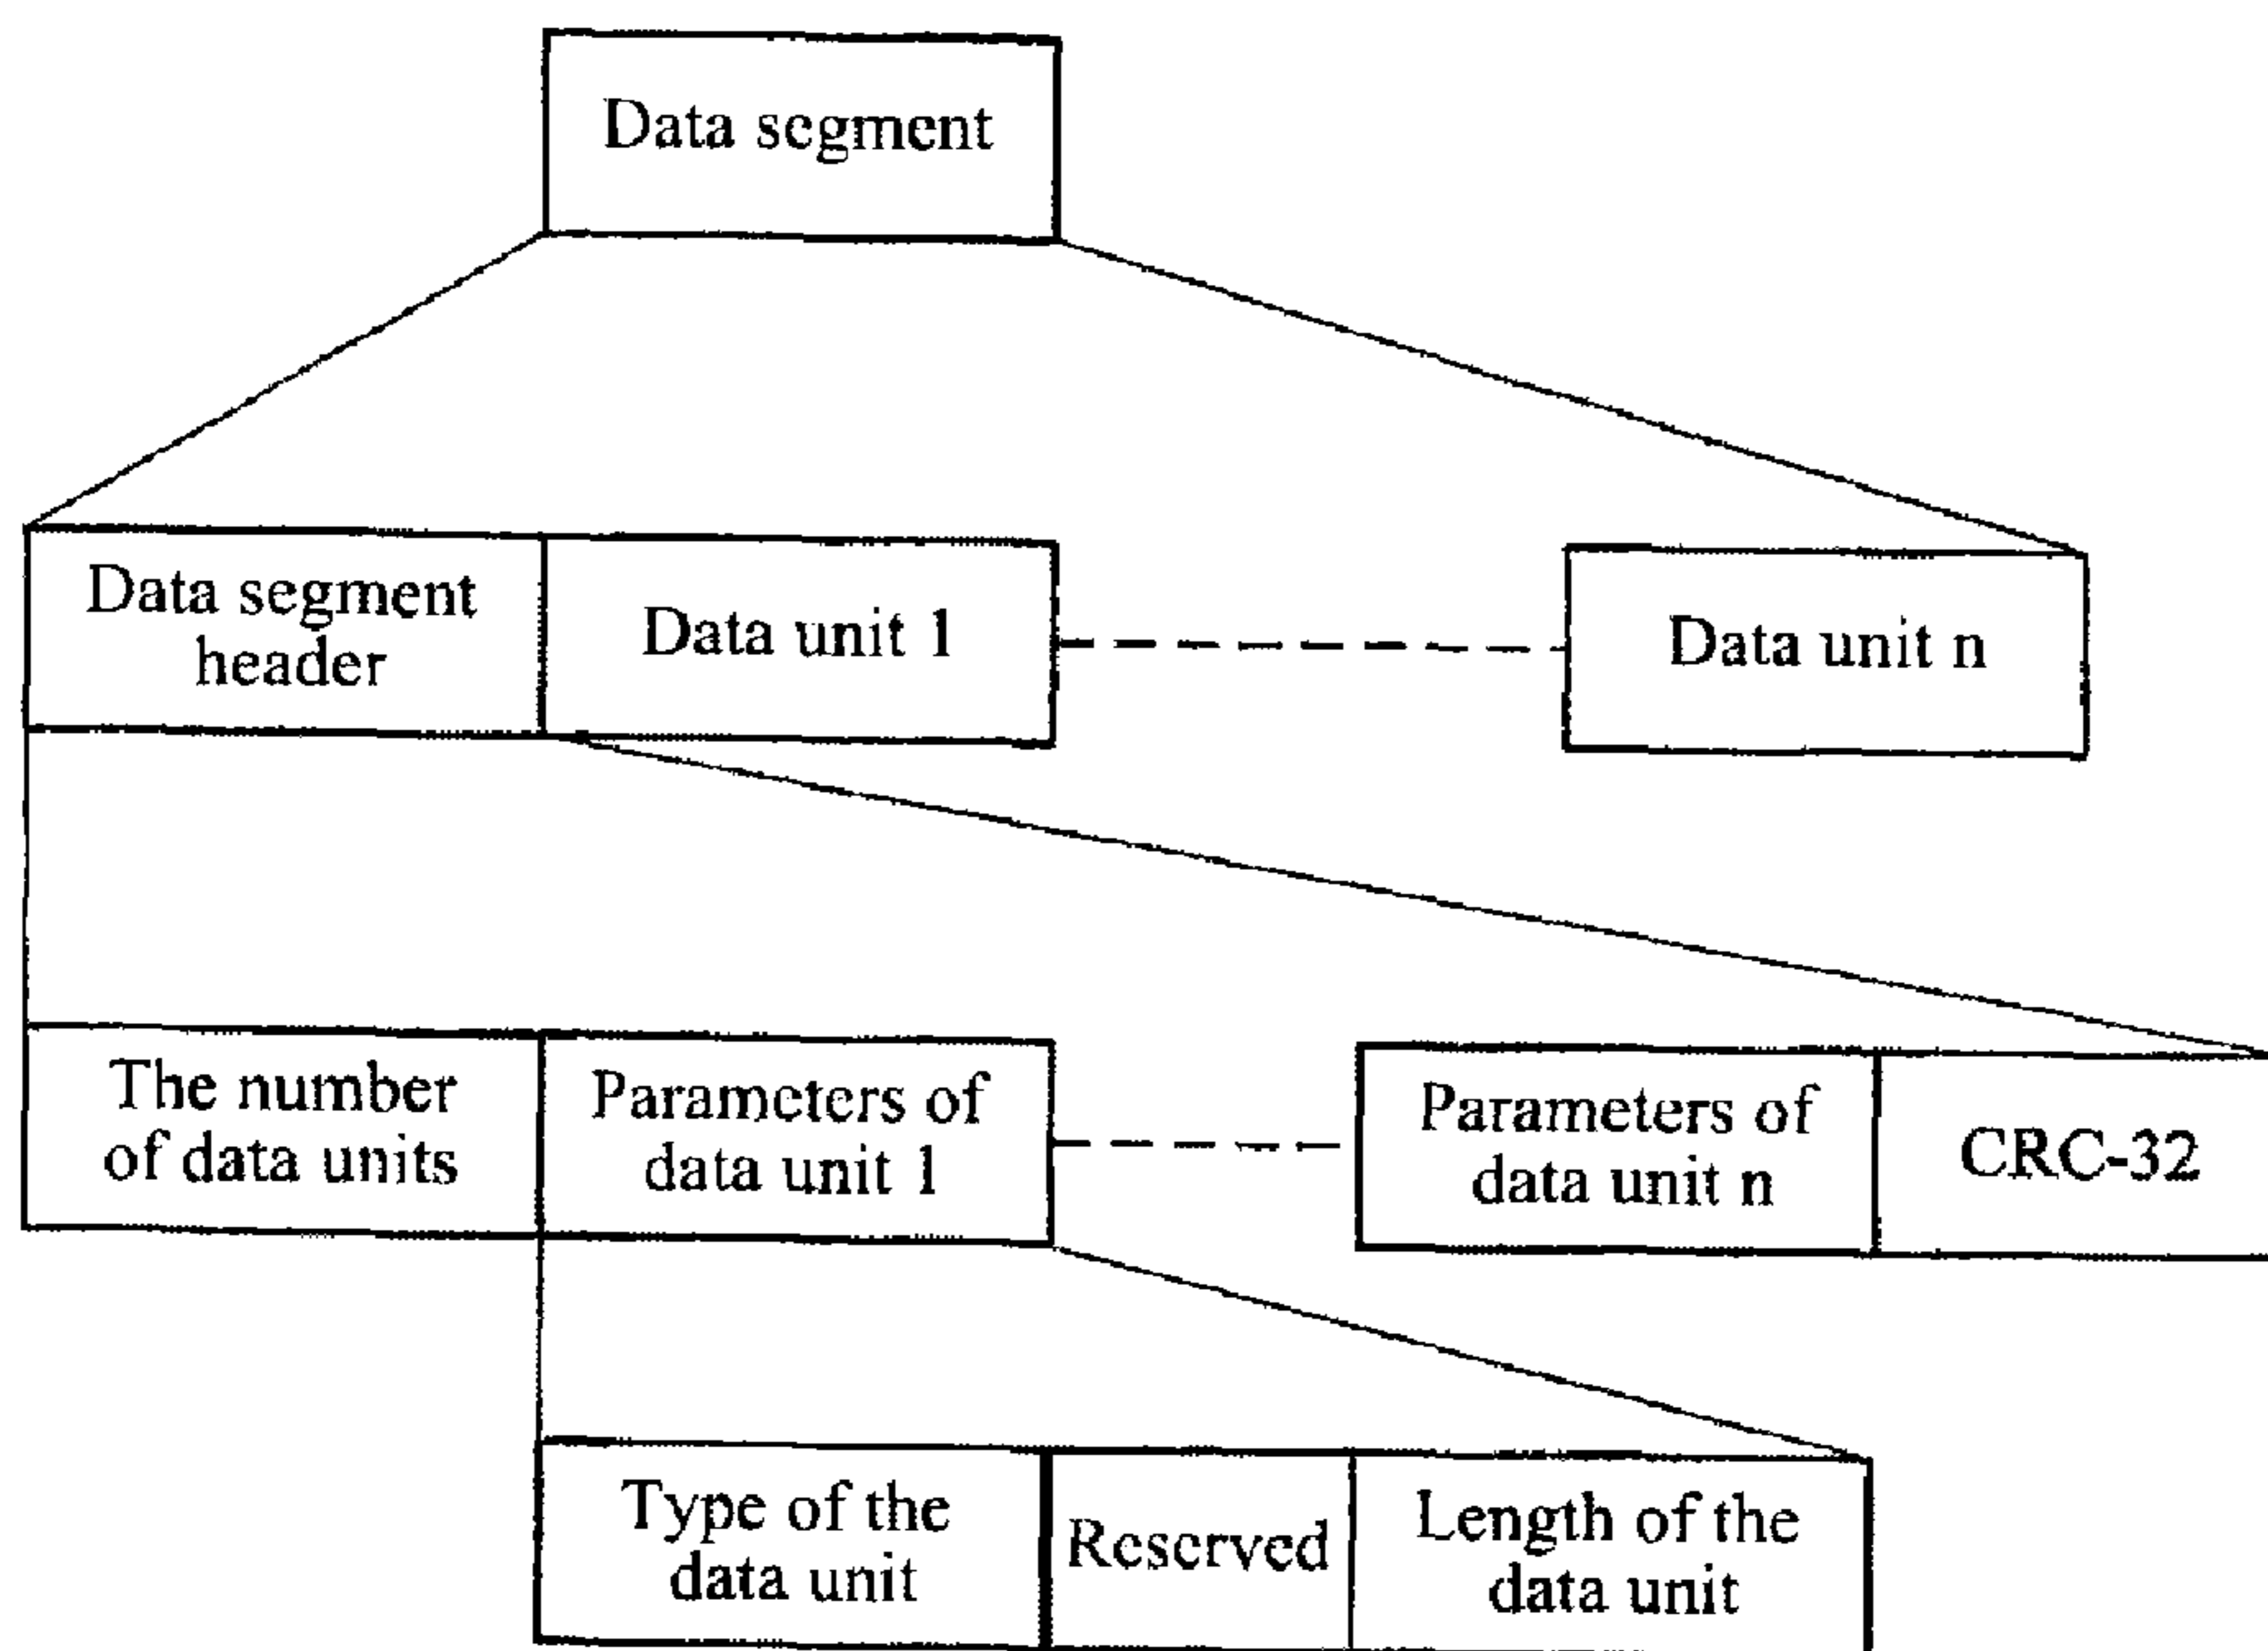 Data segment
Data segment
header
Data unit 1
Data unit n
The number
of data units
Parameters of
data unit 1
Parameters of
data unit n
CRC-32
Type of the
data unit
Reserved
Length of the
data unit